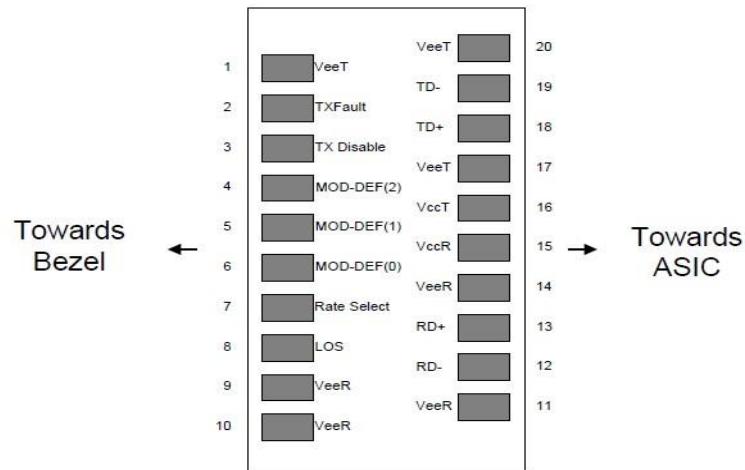 VeeT 20
1 VeeT
TD- 19
2 TXFault
TD+ 18
3 TX Disable
VeeT 17
4 MOD-DEF(2)
VccT 16
5 MOD-DEF(1)
Towards
Bezel
VccR 15
Towards
ASIC
6 MOD-DEF(0)
VeeR 14
7 Rate Select
RD+ 13
8 LOS
RD- 12
9 VeeR
VeeR 11
10 VeeR